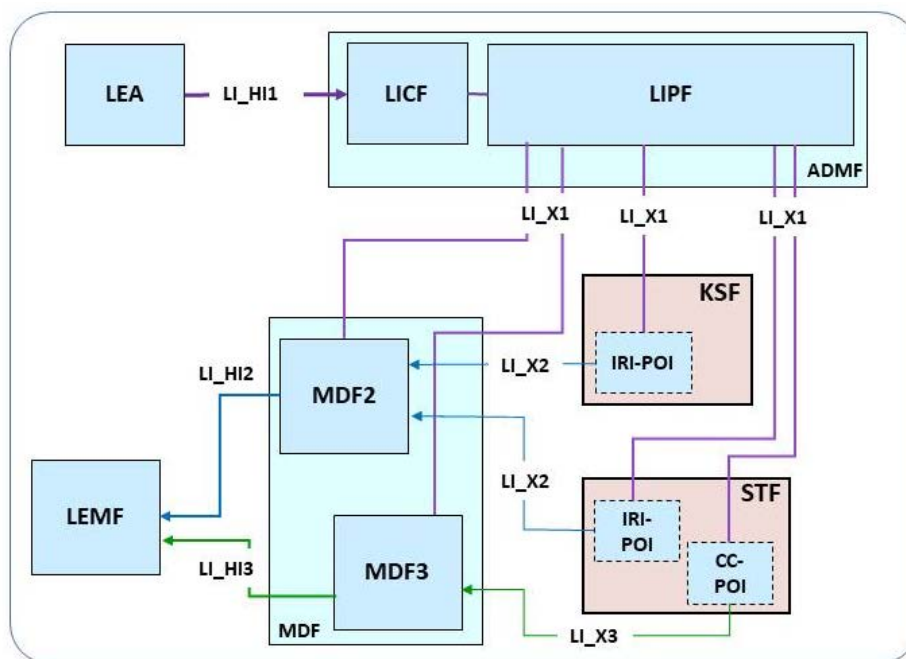 LEA
LI_HI1
LICF
LIPF
ADMF
LI_X1
LI_X1
LI_X1
KSF
IRI-POI
LI_X2
MDF2
LI_HI2
LI_X2
STF
IRI-
POI
CC-
POI
LEMF
LI_HI3
MDF3
MDF
LI_X3